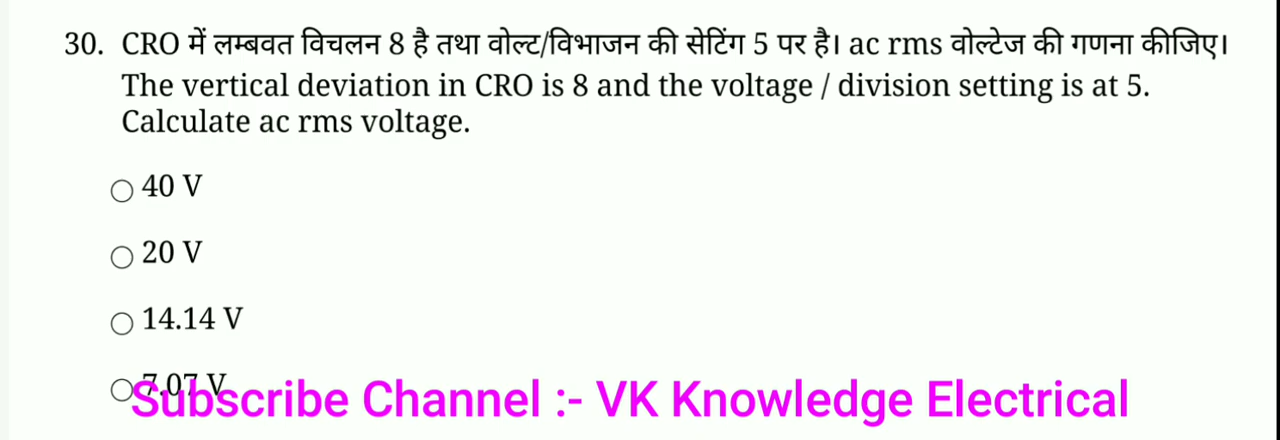 30. CRO में लम्बवत विचलन 8 है तथा वोल्ट/विभाजन की सेटिंग 5 पर है। ac rms वोल्टेज की गणना कीजिए।
The vertical deviation in CRO is 8 and the voltage / division setting is at 5.
Calculate ac rms voltage.
40 V
20 V
14.14 V
7.07 V
Subscribe Channel :- VK Knowledge Electrical